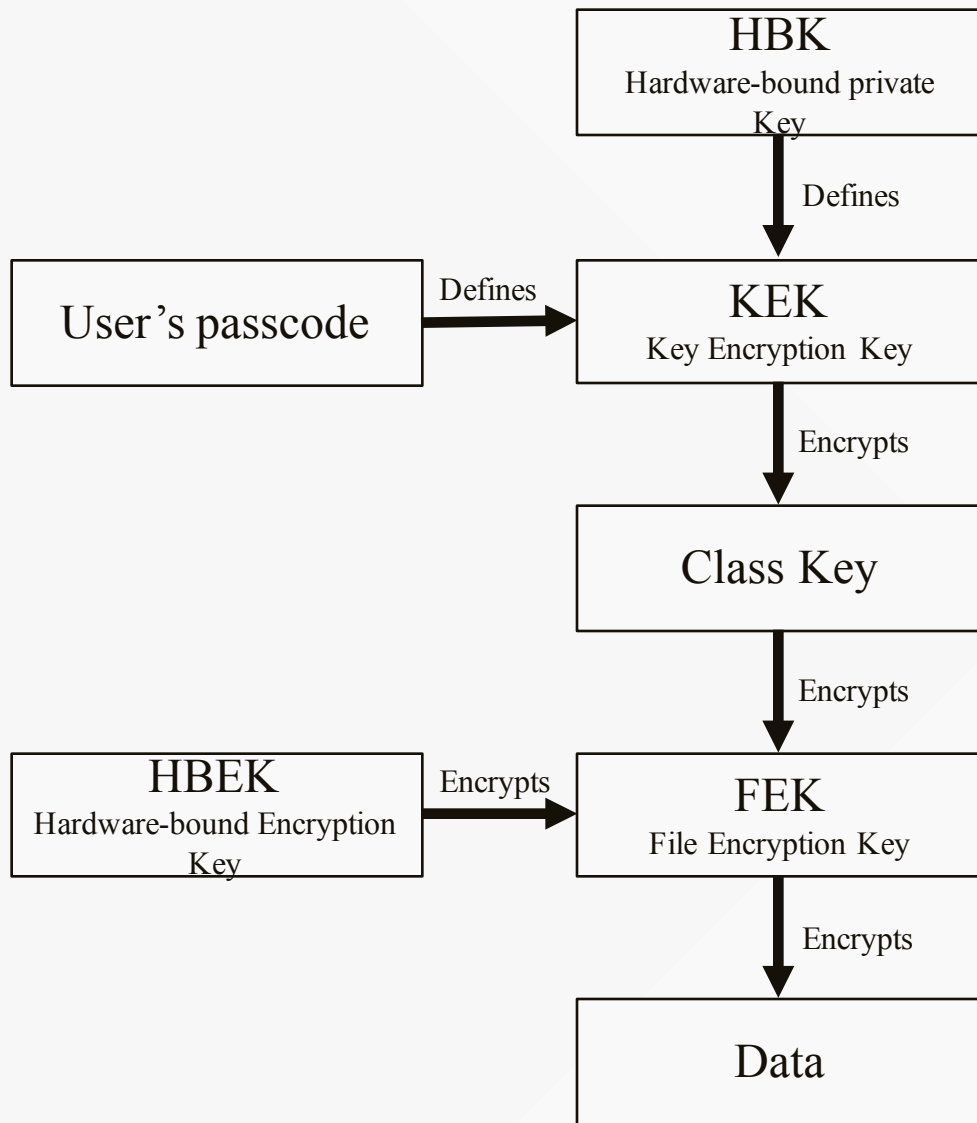 HBK
Hardware-bound private
Key
Defines
User’s passcode
Defines
KEK
Key Encryption Key
Encrypts
Class Key
Encrypts
HBEK
Hardware-bound Encryption
Key
Encrypts
FEK
File Encryption Key
Encrypts
Data